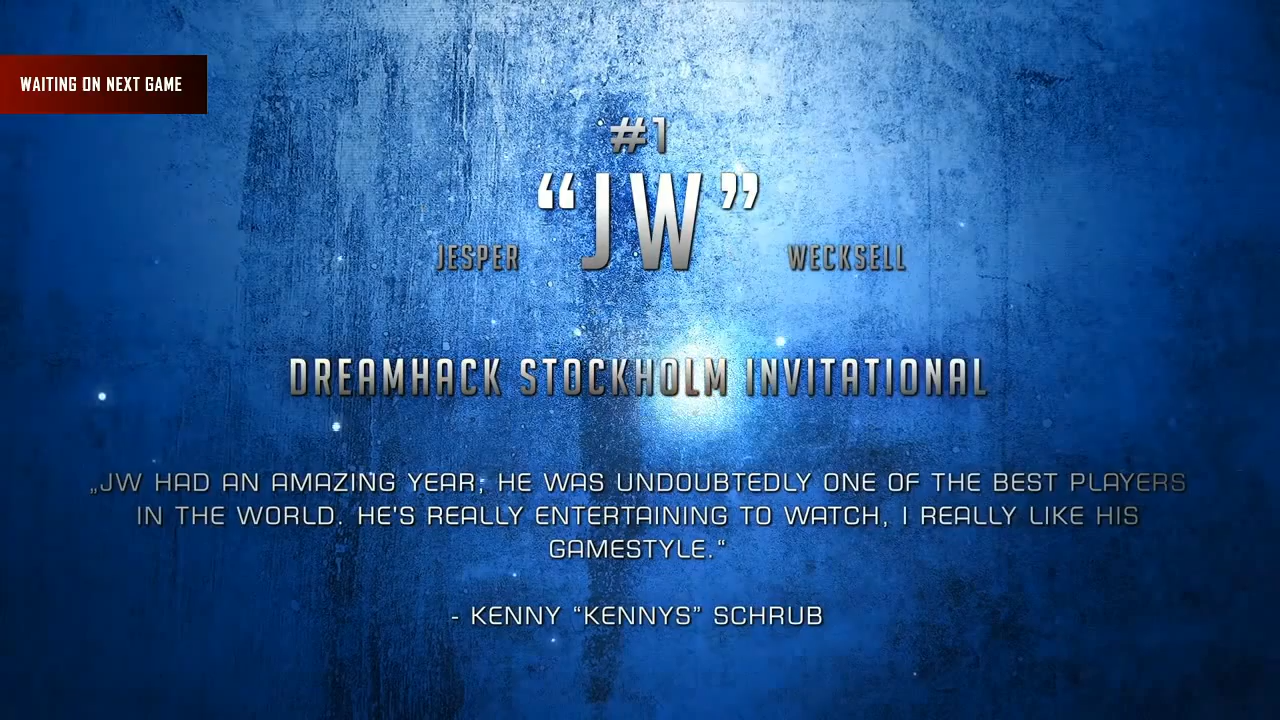 WAITING ON NEXT GAME
#1
JESPER “JW” WECKSELL
DREAMHACK STOCKHOLM INVITATIONAL
„JW HAD AN AMAZING YEAR; HE WAS UNDOUBTEDLY ONE OF THE BEST PLAYERS
IN THE WORLD. HE'S REALLY ENTERTAINING TO WATCH, I REALLY LIKE HIS
GAMESTYLE.“
- KENNY “KENNYS” SCHRUB